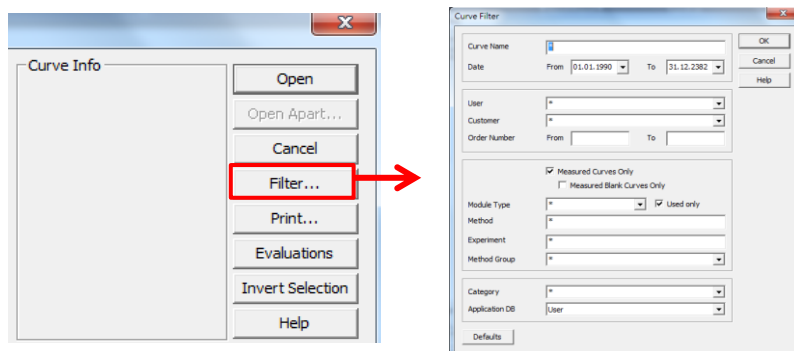 Curve Info
Open
Open Apart...
Cancel
Filter...
Print...
Evaluations
Invert Selection
Help
Curve Filter
Curve Name *
OK
Date From 01.01.1990 To 31.12.2382
Cancel
Help
User *
Customer *
Order Number From To
Measured Curves Only
Measured Blank Curves Only
Module Type * Used only
Method *
Experiment *
Method Group *
Category *
Application DB User
Defaults